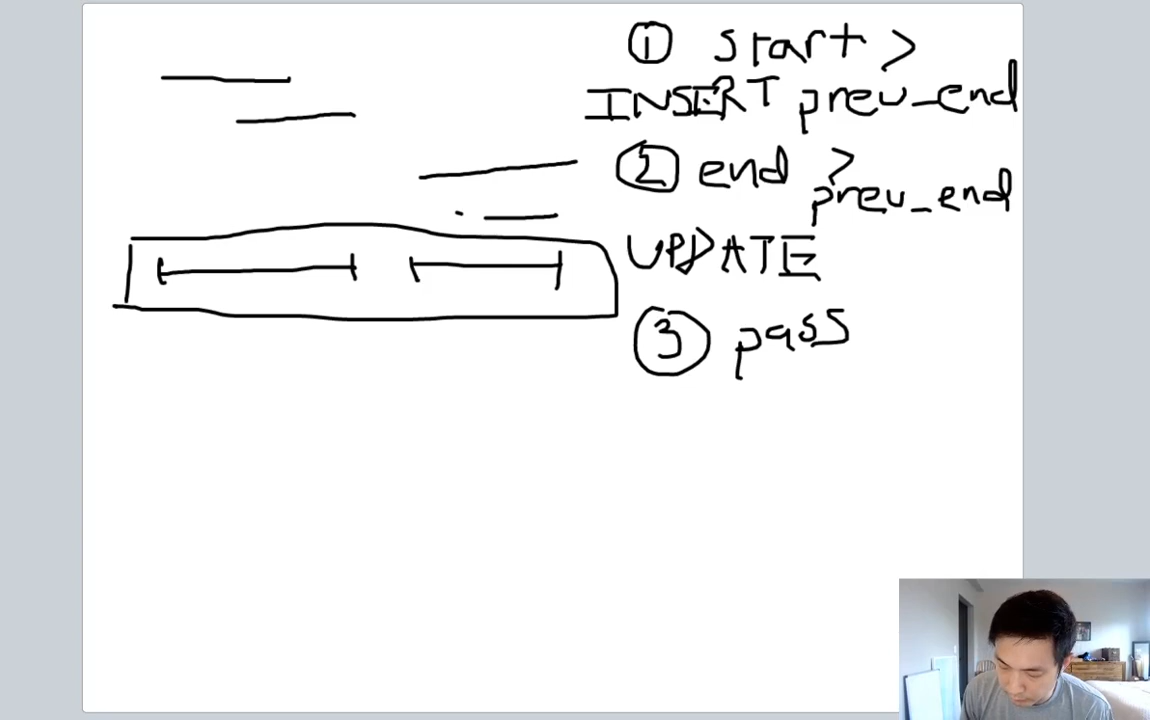 ① start >
INSERT prev_end
② end >
prev_end
UPDATE
③ pass